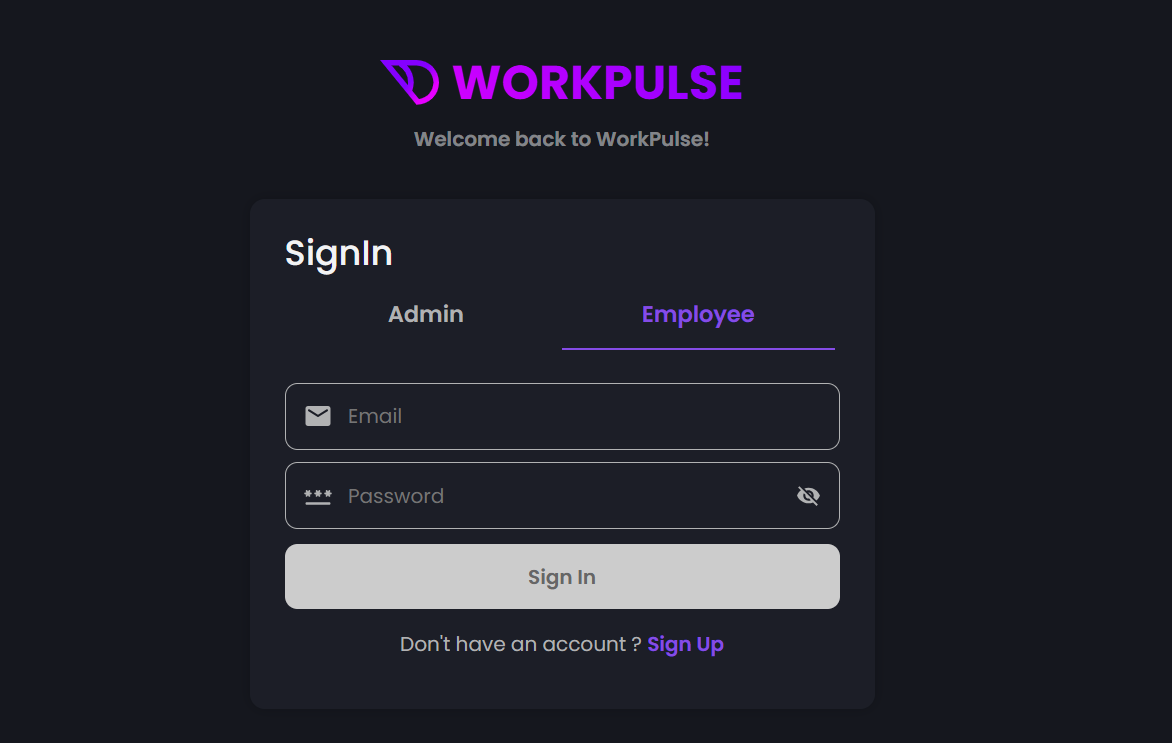 WORKPULSE
Welcome back to WorkPulse!
SignIn
Admin Employee
Email
Password
Sign In
Don't have an account ? Sign Up